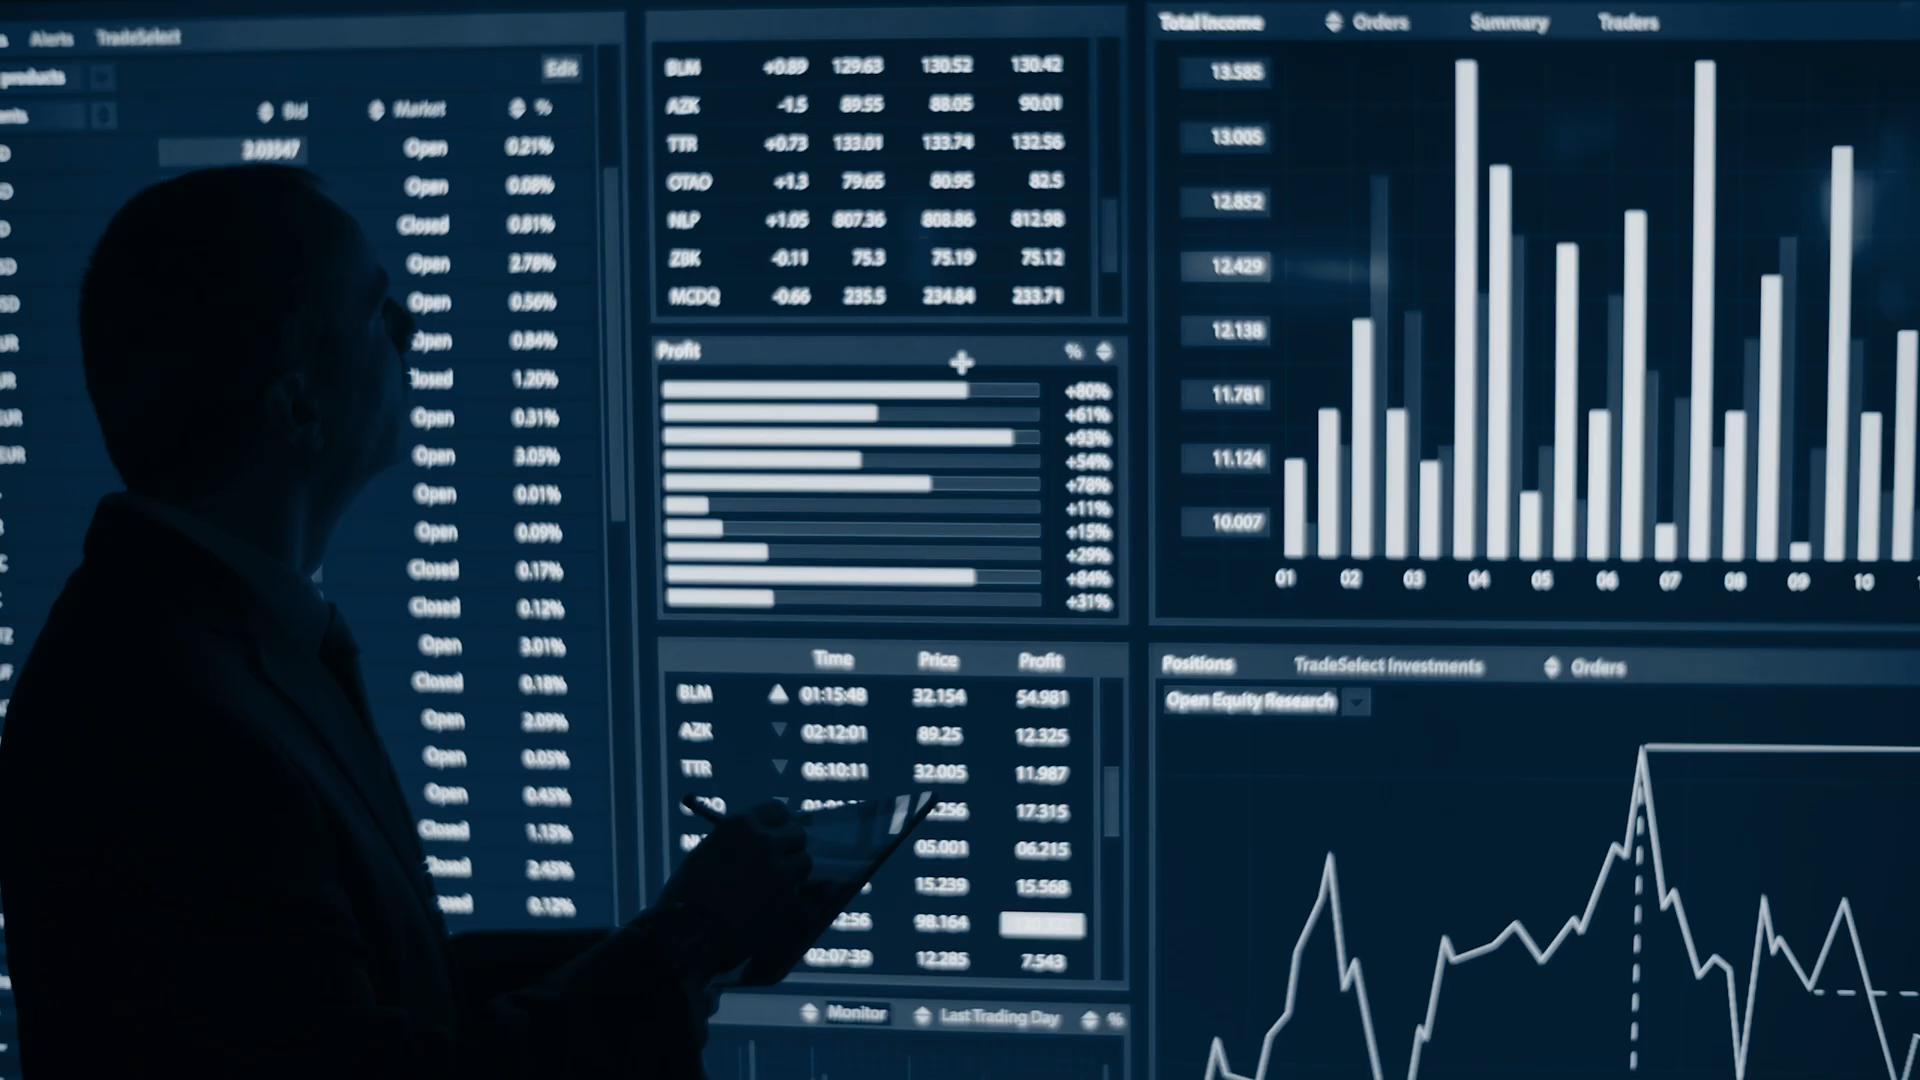 Alerts TradeSelect
products
Edit
Bid Market %
2.03547 Open 0.21%
Open 0.08%
Closed 0.81%
Open 2.78%
Open 0.56%
Open 0.84%
Closed 1.20%
Open 0.31%
EUR Open 3.05%
Open 0.01%
Open 0.09%
Closed 0.17%
Closed 0.12%
Open 3.01%
Closed 0.18%
Open 2.09%
Open 0.05%
Open 0.45%
Closed 1.15%
Closed 2.45%
0.12%
BLM +0.89 129.63 130.52 130.42
AZK -1.5 89.55 88.05 90.01
TTR +0.73 133.01 133.74 132.56
OTAO +1.3 79.65 80.95 82.5
NLP +1.05 807.36 808.86 812.98
ZBK -0.11 75.3 75.19 75.12
MCDQ -0.66 235.5 234.84 233.71
Profit %
+80%
+61%
+93%
+54%
+78%
+11%
+15%
+29%
+84%
+31%
Time Price Profit
BLM 01:15:48 32.154 54.981
AZK 02:12:01 89.25 12.325
TTR 06:10:11 32.005 11.987
.256 17.315
05.001 06.215
15.239 15.568
2:56 98.164
02:07:39 12.285 7.543
Monitor Last Trading Day %
Total Income Orders Summary Traders
13.585
13.005
12.852
12.429
12.138
11.781
11.124
10.007
01 02 03 04 05 06 07 08 09 10
Positions TradeSelect Investments Orders
Open Equity Research